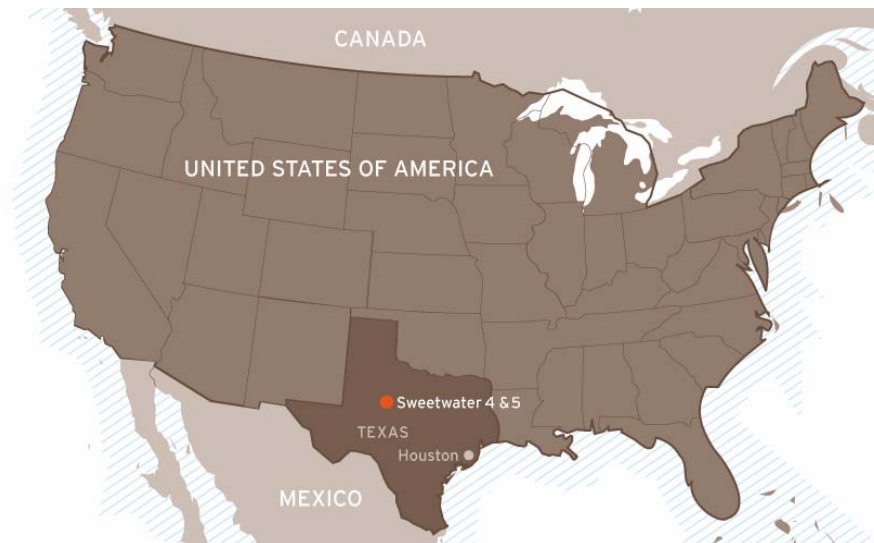 CANADA
UNITED STATES OF AMERICA
Sweetwater 4 & 5
TEXAS
Houston
MEXICO